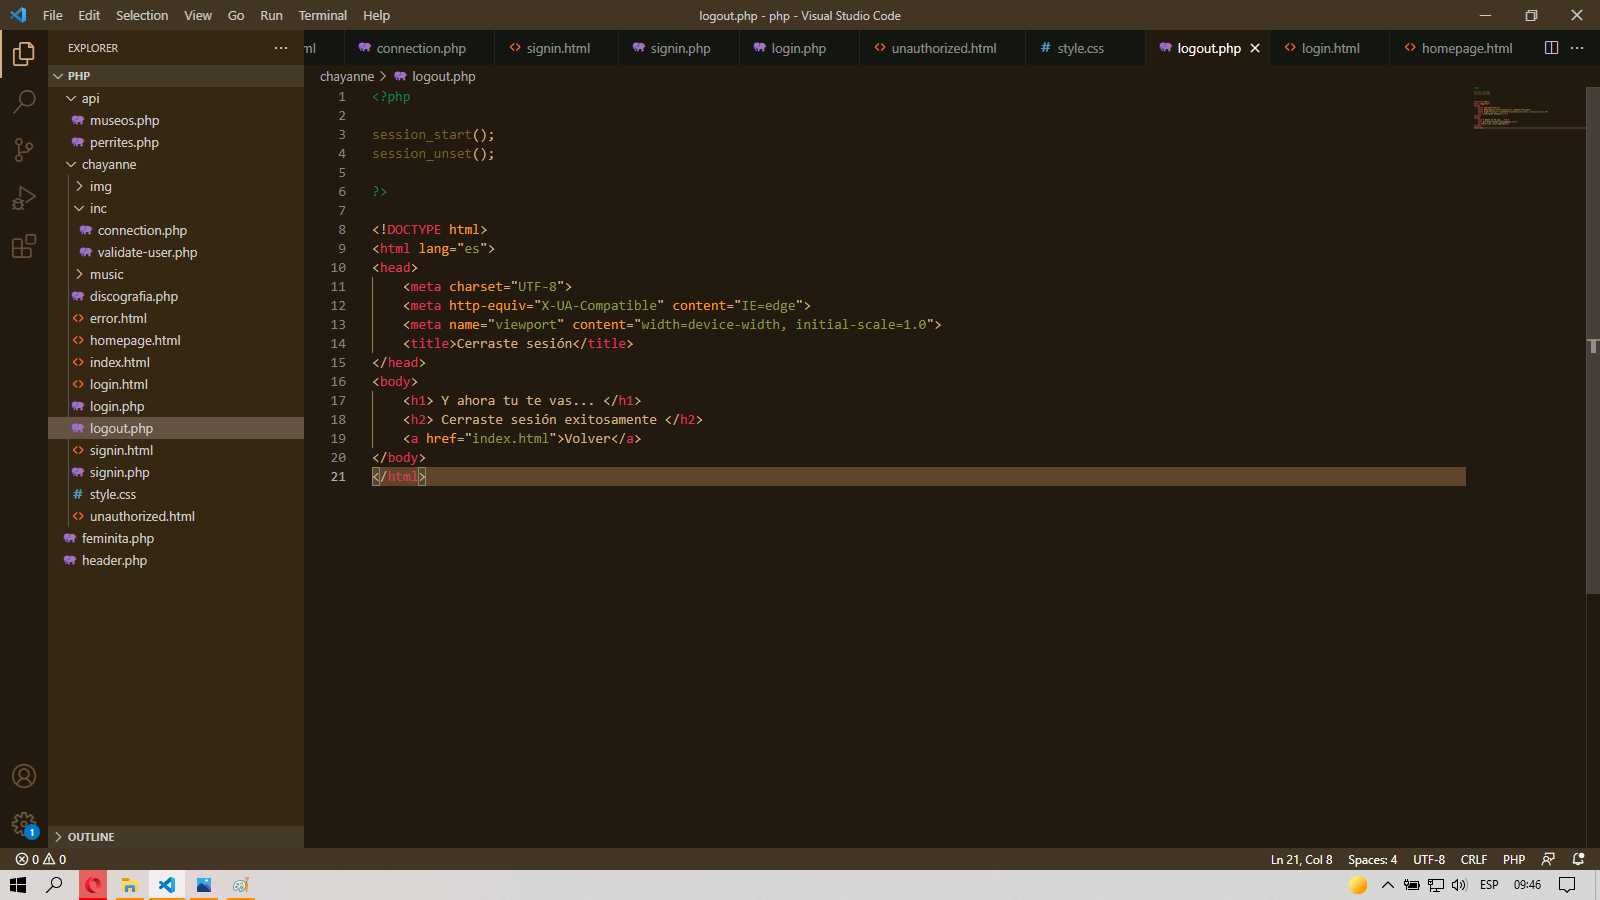 File Edit Selection View Go Run Terminal Help
logout.php - php - Visual Studio Code
EXPLORER
PHP
api
museos.php
perrites.php
chayanne
img
inc
connection.php
validate-user.php
music
discografia.php
error.html
homepage.html
index.html
login.html
login.php
logout.php
signin.html
signin.php
style.css
unauthorized.html
feminita.php
header.php
OUTLINE
ml connection.php signin.html signin.php login.php unauthorized.html style.css logout.php login.html homepage.html
chayanne > logout.php
1 <?php
2
3 session_start();
4 session_unset();
5
6 ?>
7
8 <!DOCTYPE html>
9 <html lang="es">
10 <head>
11 <meta charset="UTF-8">
12 <meta http-equiv="X-UA-Compatible" content="IE=edge">
13 <meta name="viewport" content="width=device-width, initial-scale=1.0">
14 <title>Cerraste sesión</title>
15 </head>
16 <body>
17 <h1> Y ahora tu te vas... </h1>
18 <h2> Cerraste sesión exitosamente </h2>
19 <a href="index.html">Volver</a>
20 </body>
21 </html>
1
0 0
Ln 21, Col 8 Spaces: 4 UTF-8 CRLF PHP
ESP 09:46